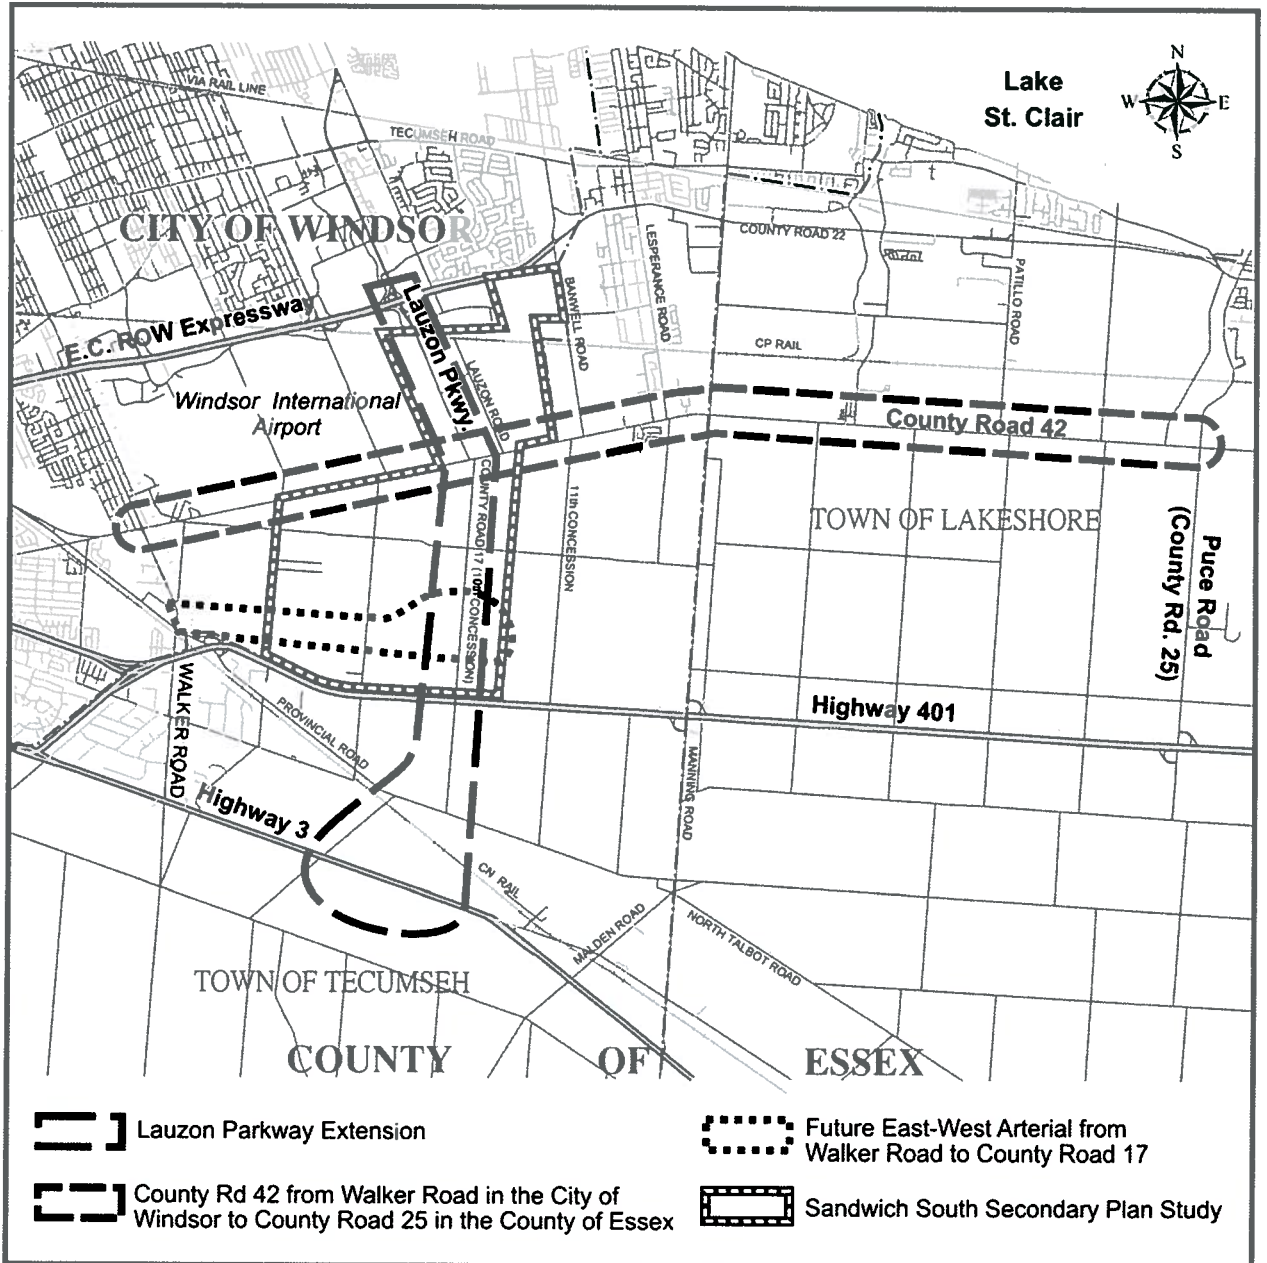 Lake
St. Clair
N
W
E
S
VIA RAIL LINE
TECUMSEH ROAD
t
CITY OF WINDSOR
COUNTY ROAD 22
LESPERANCE ROAD
PATILLO ROAD
BANWELL ROAD
E.C. ROW Expressway
Lauzon Pkwy.
LAUZON ROAD
CP RAIL
Windsor International
Airport
County Road 42
COUNTY ROAD 17 (10th CONCESSION)
11th CONCESSION
TOWN OF LAKESHORE
Puce Road
(County Rd. 25)
WALKER ROAD
PROVINCIAL ROAD
Highway 401
MANNING ROAD
Highway 3
CN RAIL
MALDEN ROAD
NORTH TALBOT ROAD
TOWN OF TECUMSEH
COUNTY OF ESSEX
Lauzon Parkway Extension
County Rd 42 from Walker Road in the City of
Windsor to County Road 25 in the County of Essex
Future East-West Arterial from
Walker Road to County Road 17
Sandwich South Secondary Plan Study